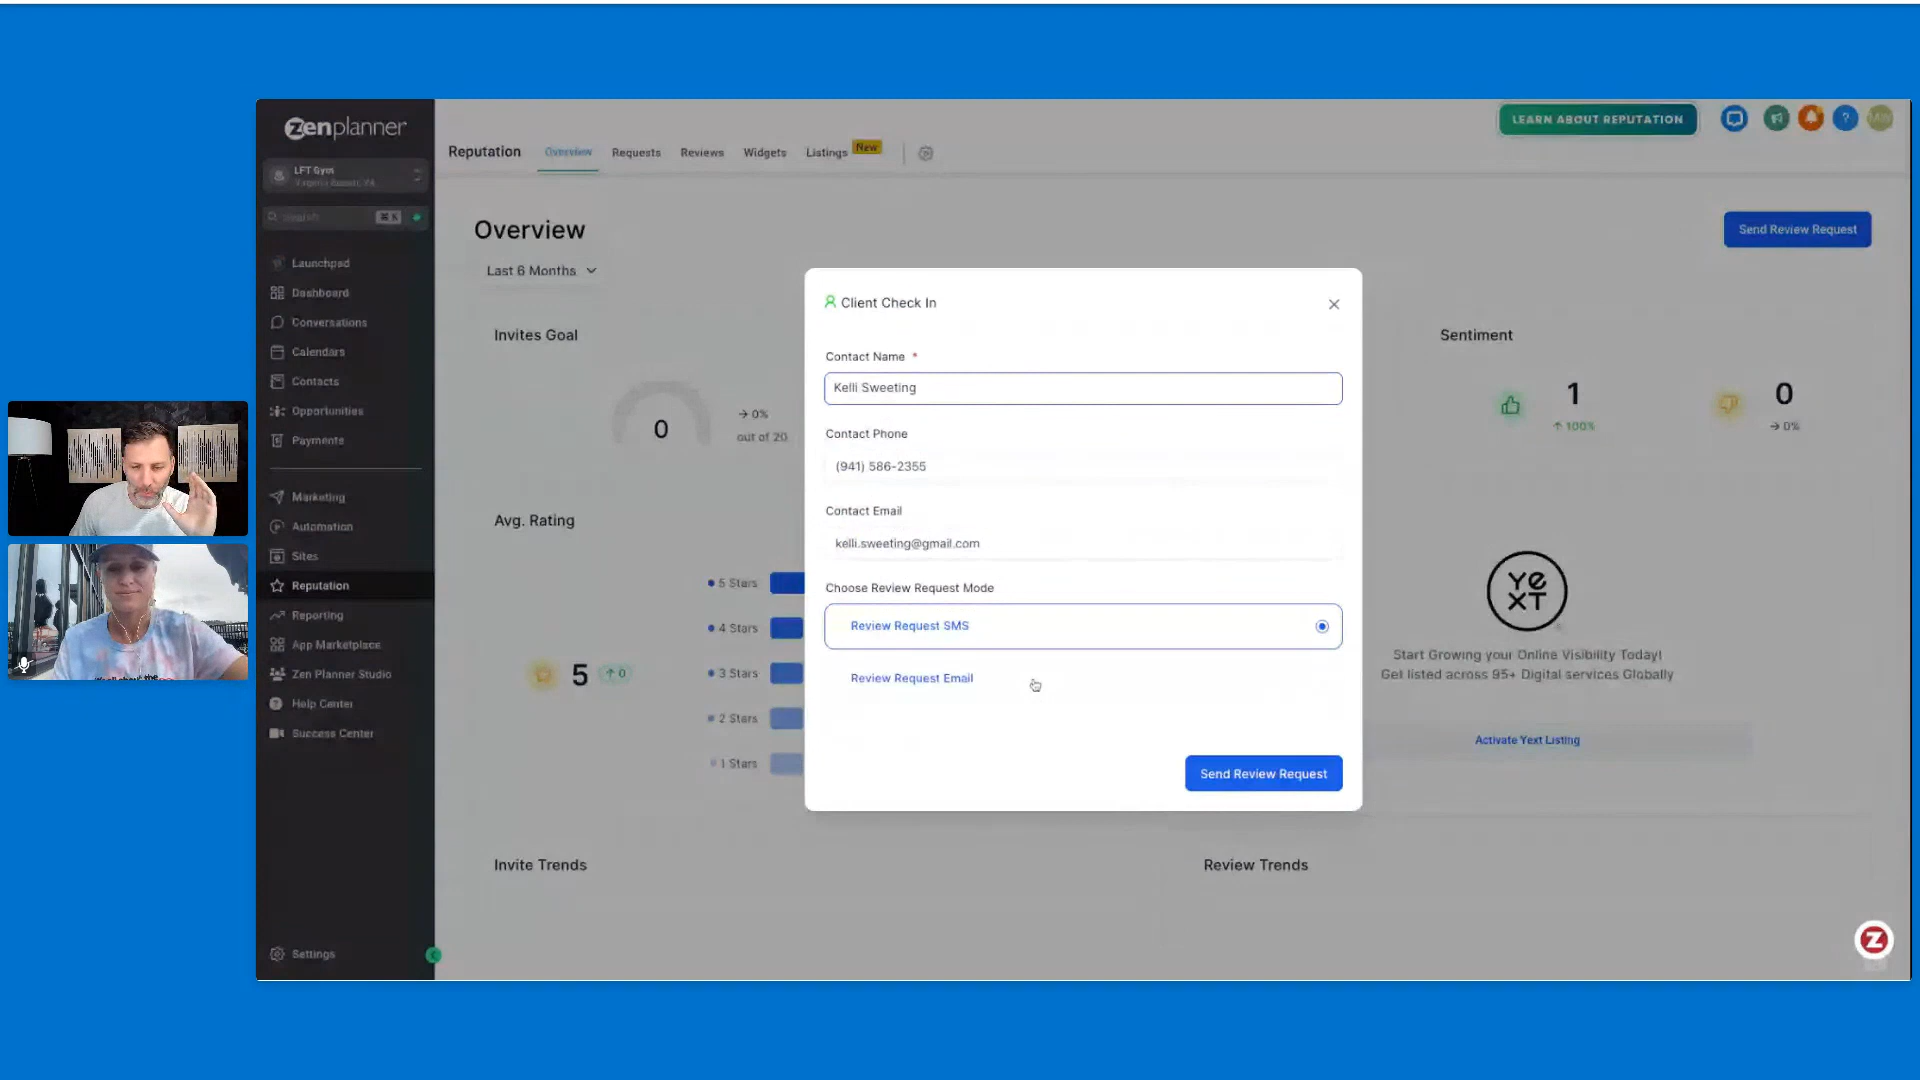 zenplanner
LFT Gym
Search
⌘ K
Launchpad
Dashboard
Conversations
Calendars
Contacts
Opportunities
Payments
Marketing
Automation
Sites
Reputation
Reporting
App Marketplace
Zen Planner Studio
Help Center
Success Center
Settings
Reputation
Overview
Requests
Reviews
Widgets
Listings
New
LEARN ABOUT REPUTATION
?
Overview
Send Review Request
Last 6 Months
Invites Goal
0
→ 0%
out of 20
Avg. Rating
5
↑ 0
5 Stars
4 Stars
3 Stars
2 Stars
1 Stars
Client Check In
Contact Name *
Kelli Sweeting
Contact Phone
(941) 586-2355
Contact Email
kelli.sweeting@gmail.com
Choose Review Request Mode
Review Request SMS
Review Request Email
Send Review Request
Sentiment
1
↑ 100%
0
→ 0%
YEXT
Start Growing your Online Visibility Today!
Get listed across 95+ Digital services Globally
Activate Yext Listing
Invite Trends
Review Trends
Z